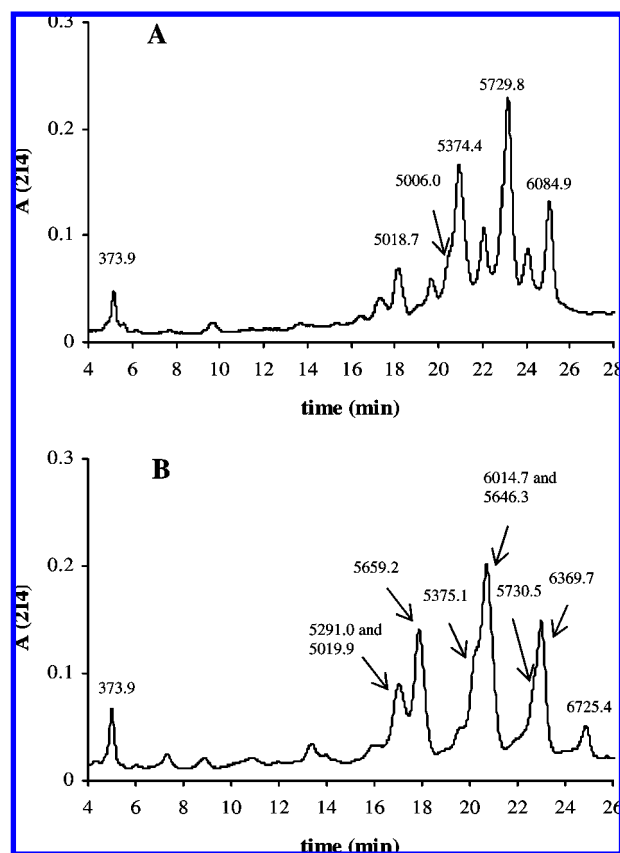 0.3
A
5729.8
0.2
5374.4
5006.0
6084.9
A (214)
5018.7
373.9
0.1
0
4 6 8 10 12 14 16 18 20 22 24 26 28
time (min)
0.3
B
6014.7 and
5646.3
0.2
5659.2
5375.1
5730.5
6369.7
A (214)
5291.0 and
5019.9
0.1
373.9
6725.4
0
4 6 8 10 12 14 16 18 20 22 24 26
time (min)